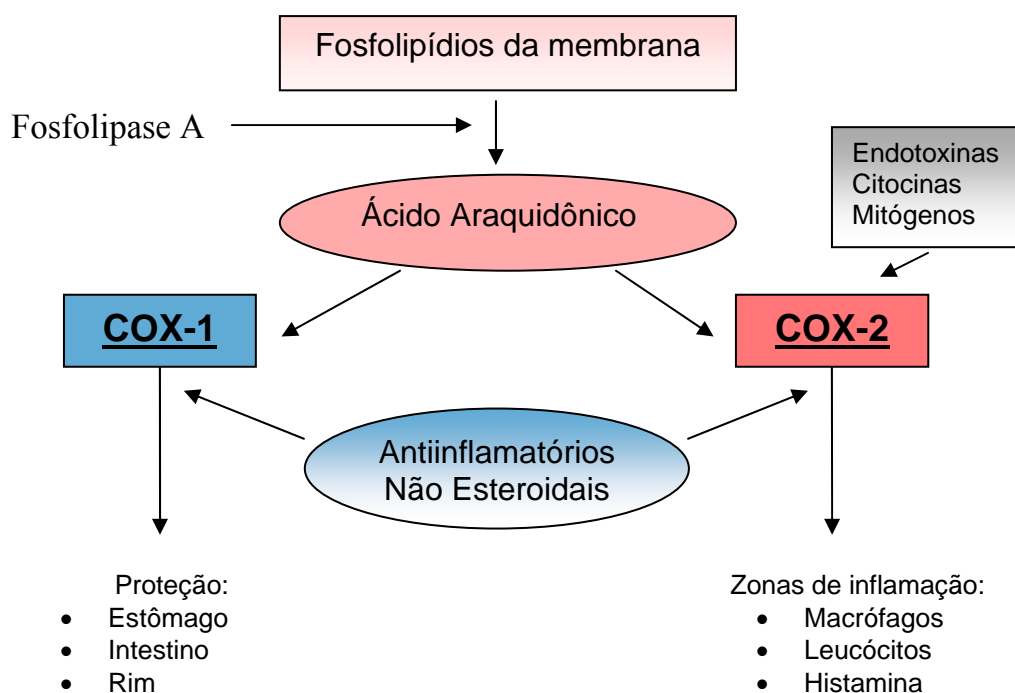 Fosfolipídios da membrana
Fosfolipase A
Endotoxinas
Citocinas
Mitógenos
Ácido Araquidônico
COX-1
COX-2
Antiinflamatórios
Não Esteroidais
Proteção:
• Estômago
• Intestino
• Rim
Zonas de inflamação:
• Macrófagos
• Leucócitos
• Histamina